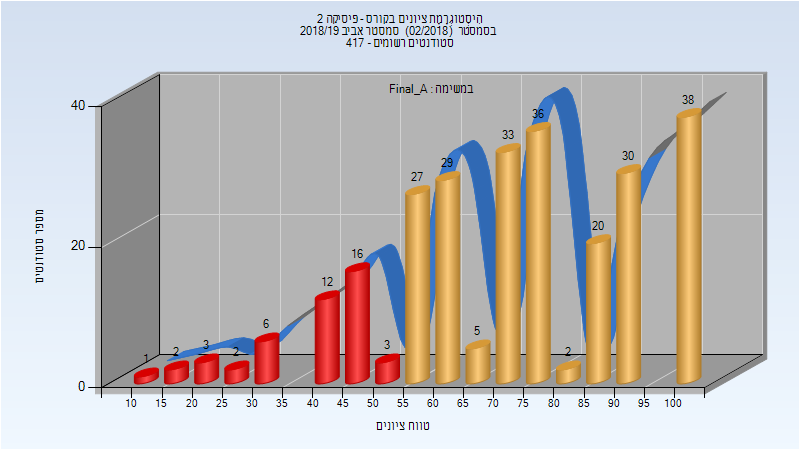 היסטוגרמת ציונים בקורס - פיסיקה 2
בסמסטר (02/2018) סמסטר אביב 2018/19
סטודנטים רשומים - 417
במשימה : Final_A
מספר סטודנטים
40
20
0
1
2
3
2
6
12
16
3
27
29
5
33
36
2
20
30
38
10 15 20 25 30 35 40 45 50 55 60 65 70 75 80 85 90 95 100
טווח ציונים